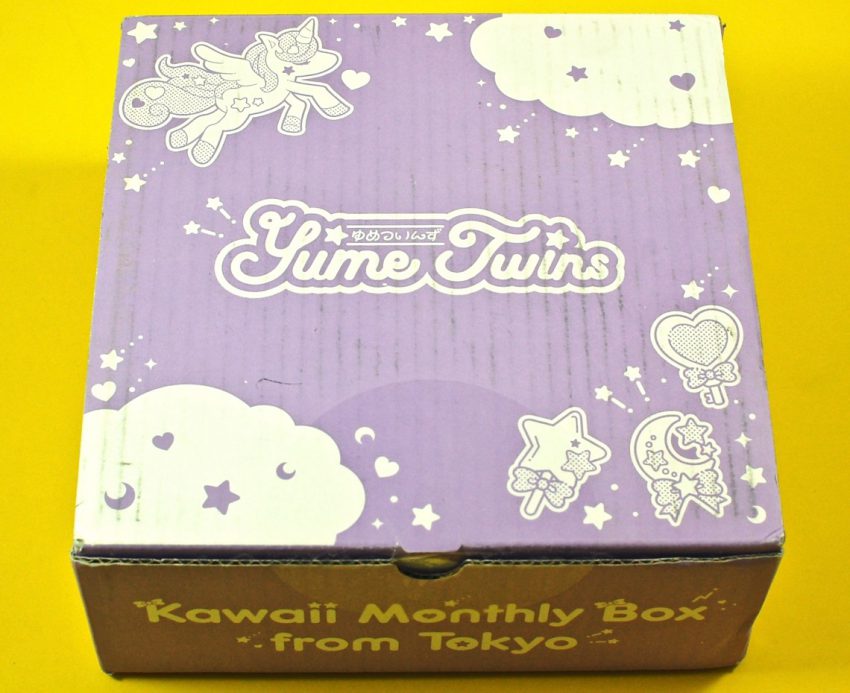 ゆめついんず
Yume Twins
Kawaii Monthly Box
from Tokyo